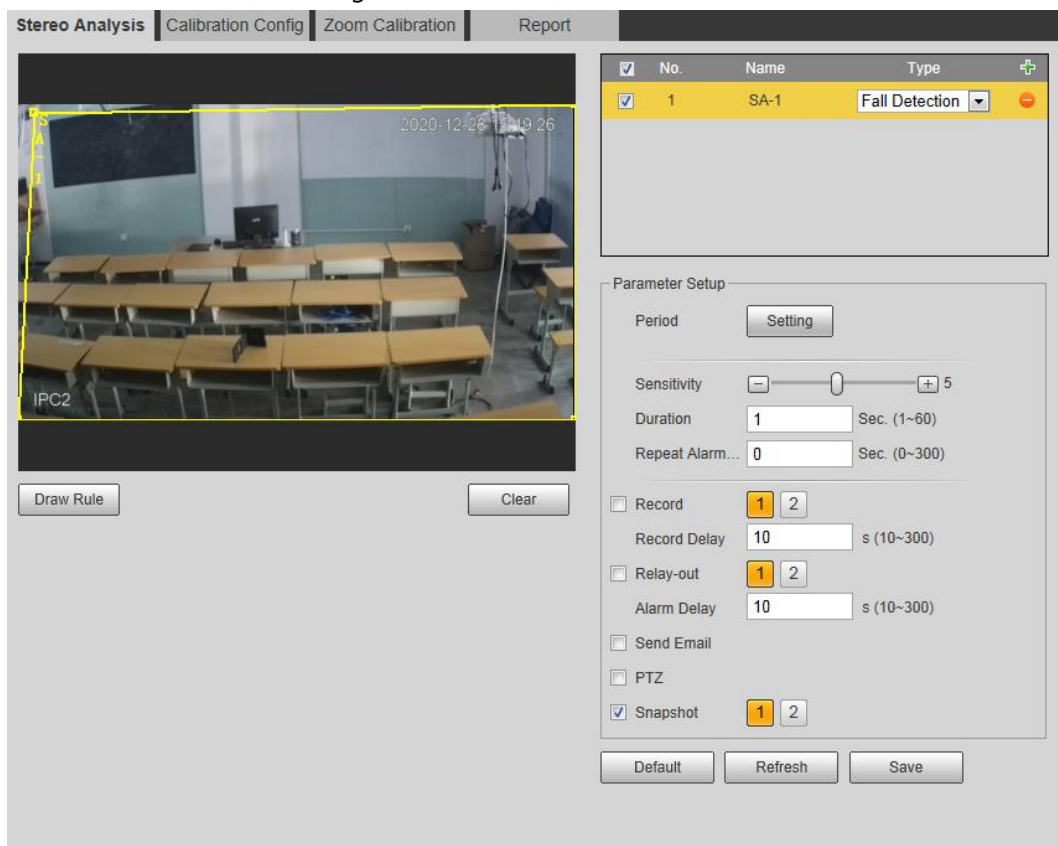 Stereo Analysis Calibration Config Zoom Calibration Report
No. Name Type
1 SA-1 Fall Detection
SA-1
2020-12-28
IPC2
Draw Rule Clear
Parameter Setup
Period Setting
Sensitivity 5
Duration 1 Sec. (1~60)
Repeat Alarm... 0 Sec. (0~300)
Record 1 2
Record Delay 10 s (10~300)
Relay-out 1 2
Alarm Delay 10 s (10~300)
Send Email
PTZ
Snapshot 1 2
Default Refresh Save